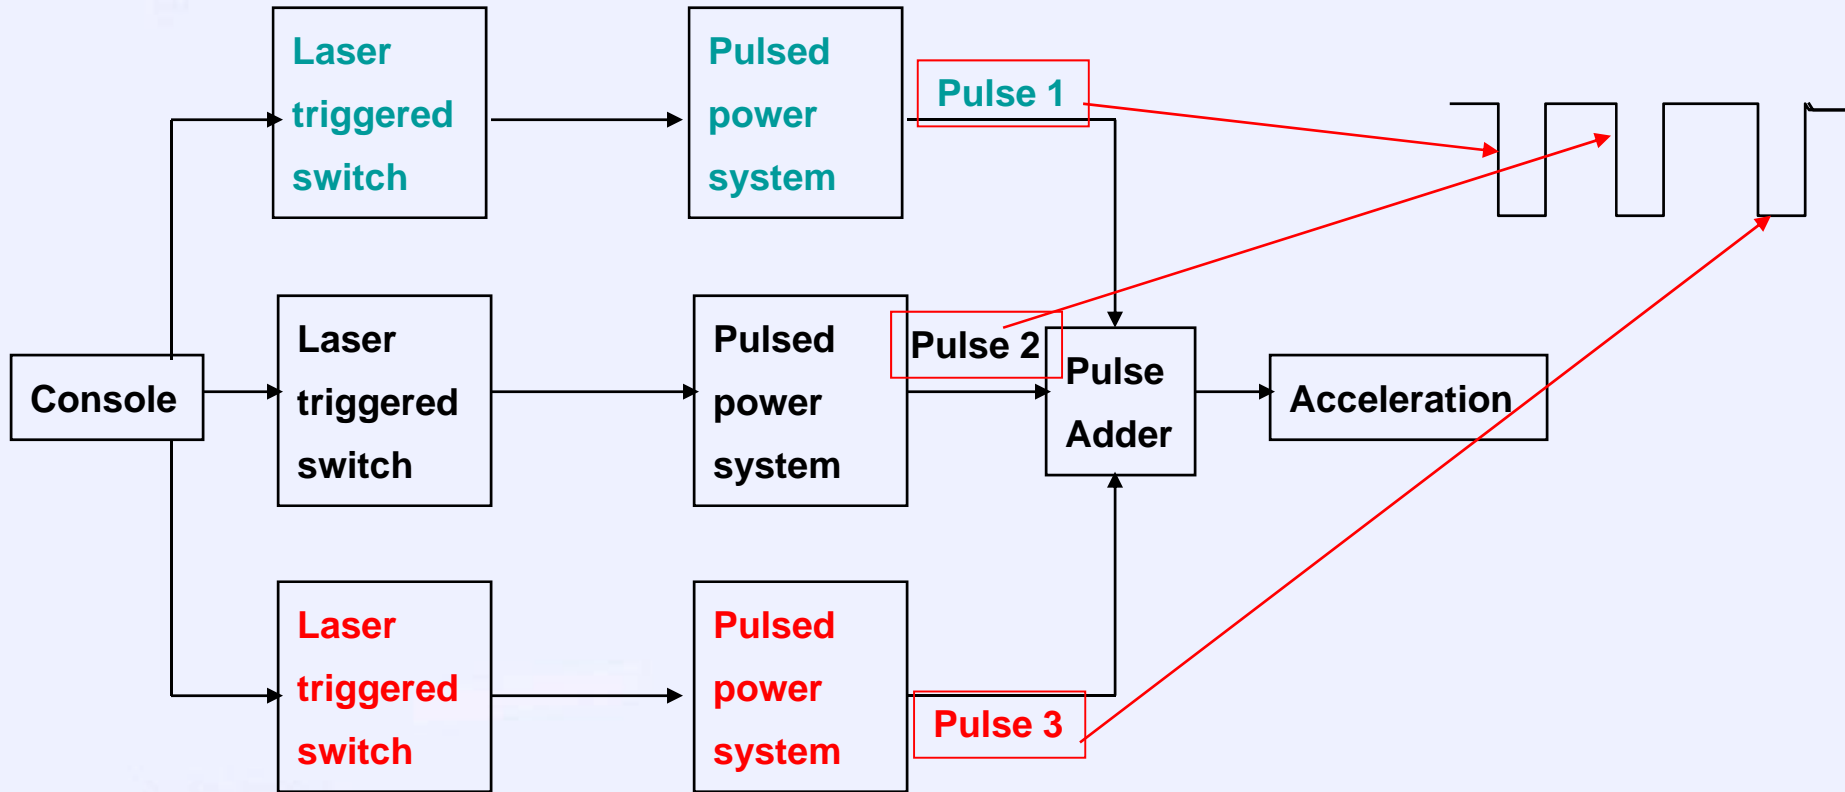 Laser
triggered
switch
Pulsed
power
system
Pulse 1
Console
Laser
triggered
switch
Pulsed
power
system
Pulse 2
Pulse
Adder
Acceleration
Laser
triggered
switch
Pulsed
power
system
Pulse 3